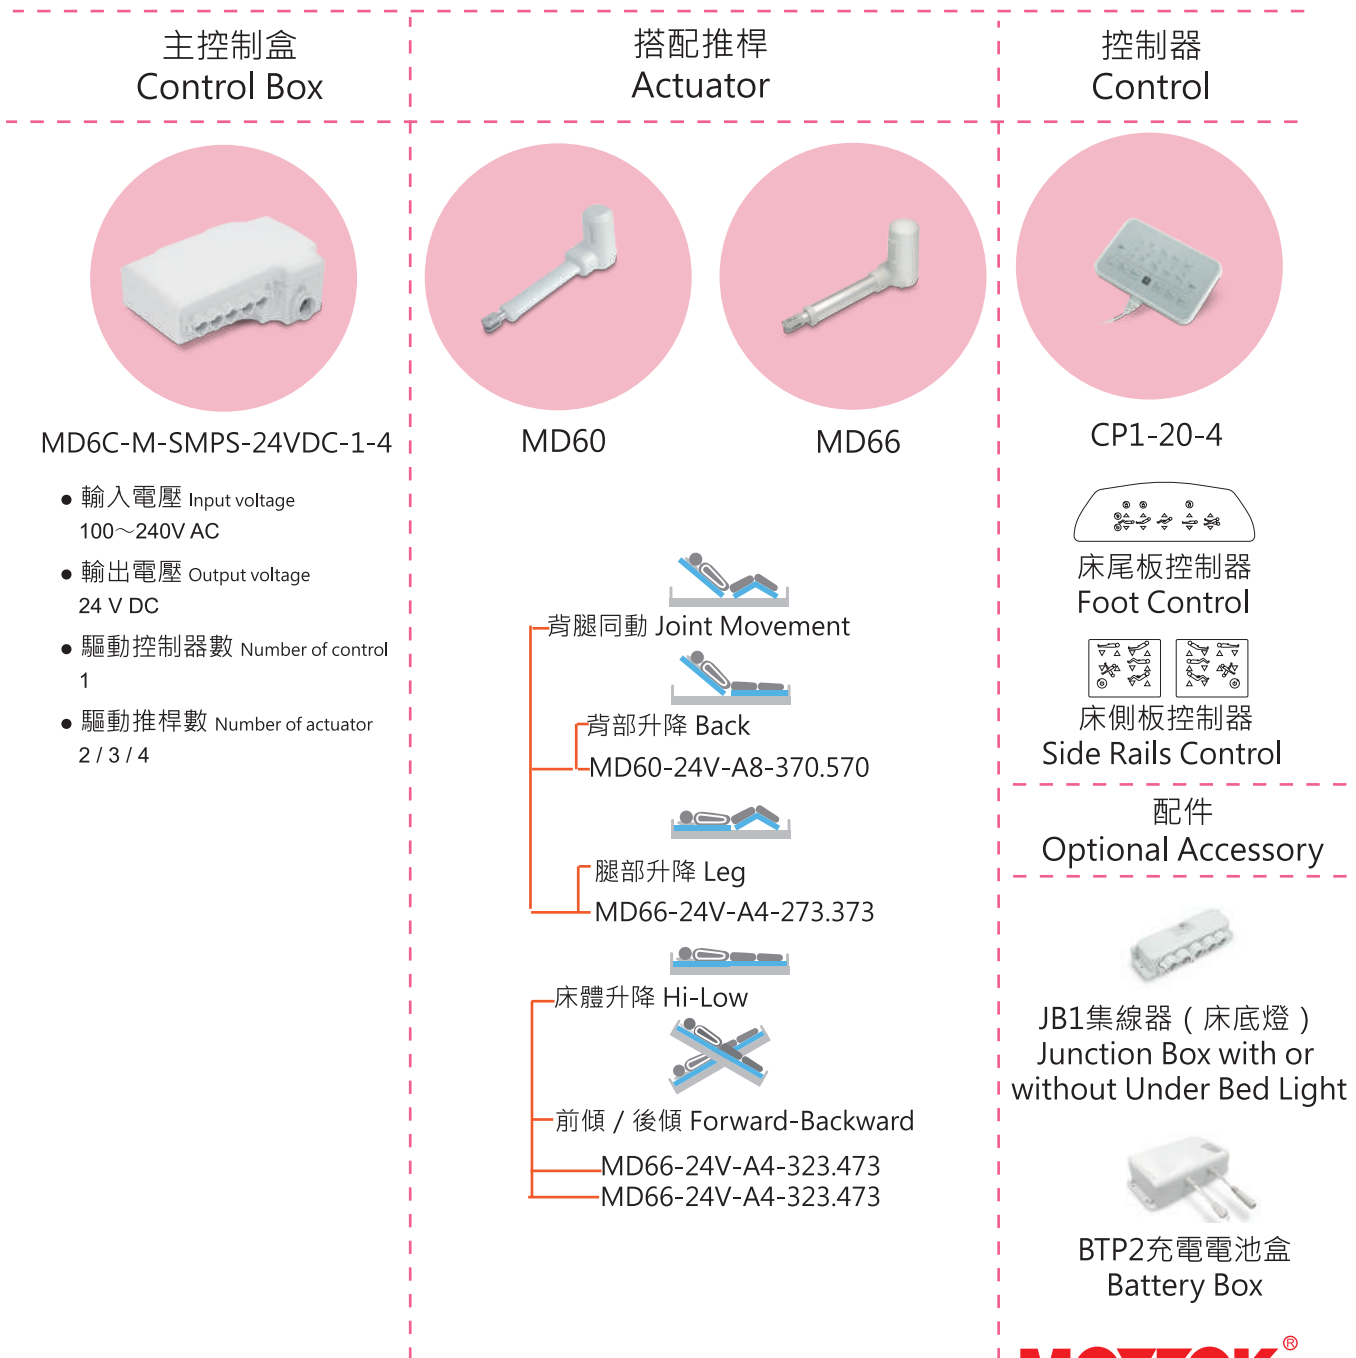 主控制盒
Control Box
搭配推桿
Actuator
控制器
Control
MD6C-M-SMPS-24VDC-1-4
● 輸入電壓 Input voltage
100～240V AC
● 輸出電壓 Output voltage
24 V DC
● 驅動控制器數 Number of control
1
● 驅動推桿數 Number of actuator
2 / 3 / 4
MD60
MD66
背腿同動 Joint Movement
背部升降 Back
MD60-24V-A8-370.570
腿部升降 Leg
MD66-24V-A4-273.373
床體升降 Hi-Low
前傾 / 後傾 Forward-Backward
MD66-24V-A4-323.473
MD66-24V-A4-323.473
CP1-20-4
床尾板控制器
Foot Control
床側板控制器
Side Rails Control
配件
Optional Accessory
JB1集線器（床底燈）
Junction Box with or
without Under Bed Light
BTP2充電電池盒
Battery Box